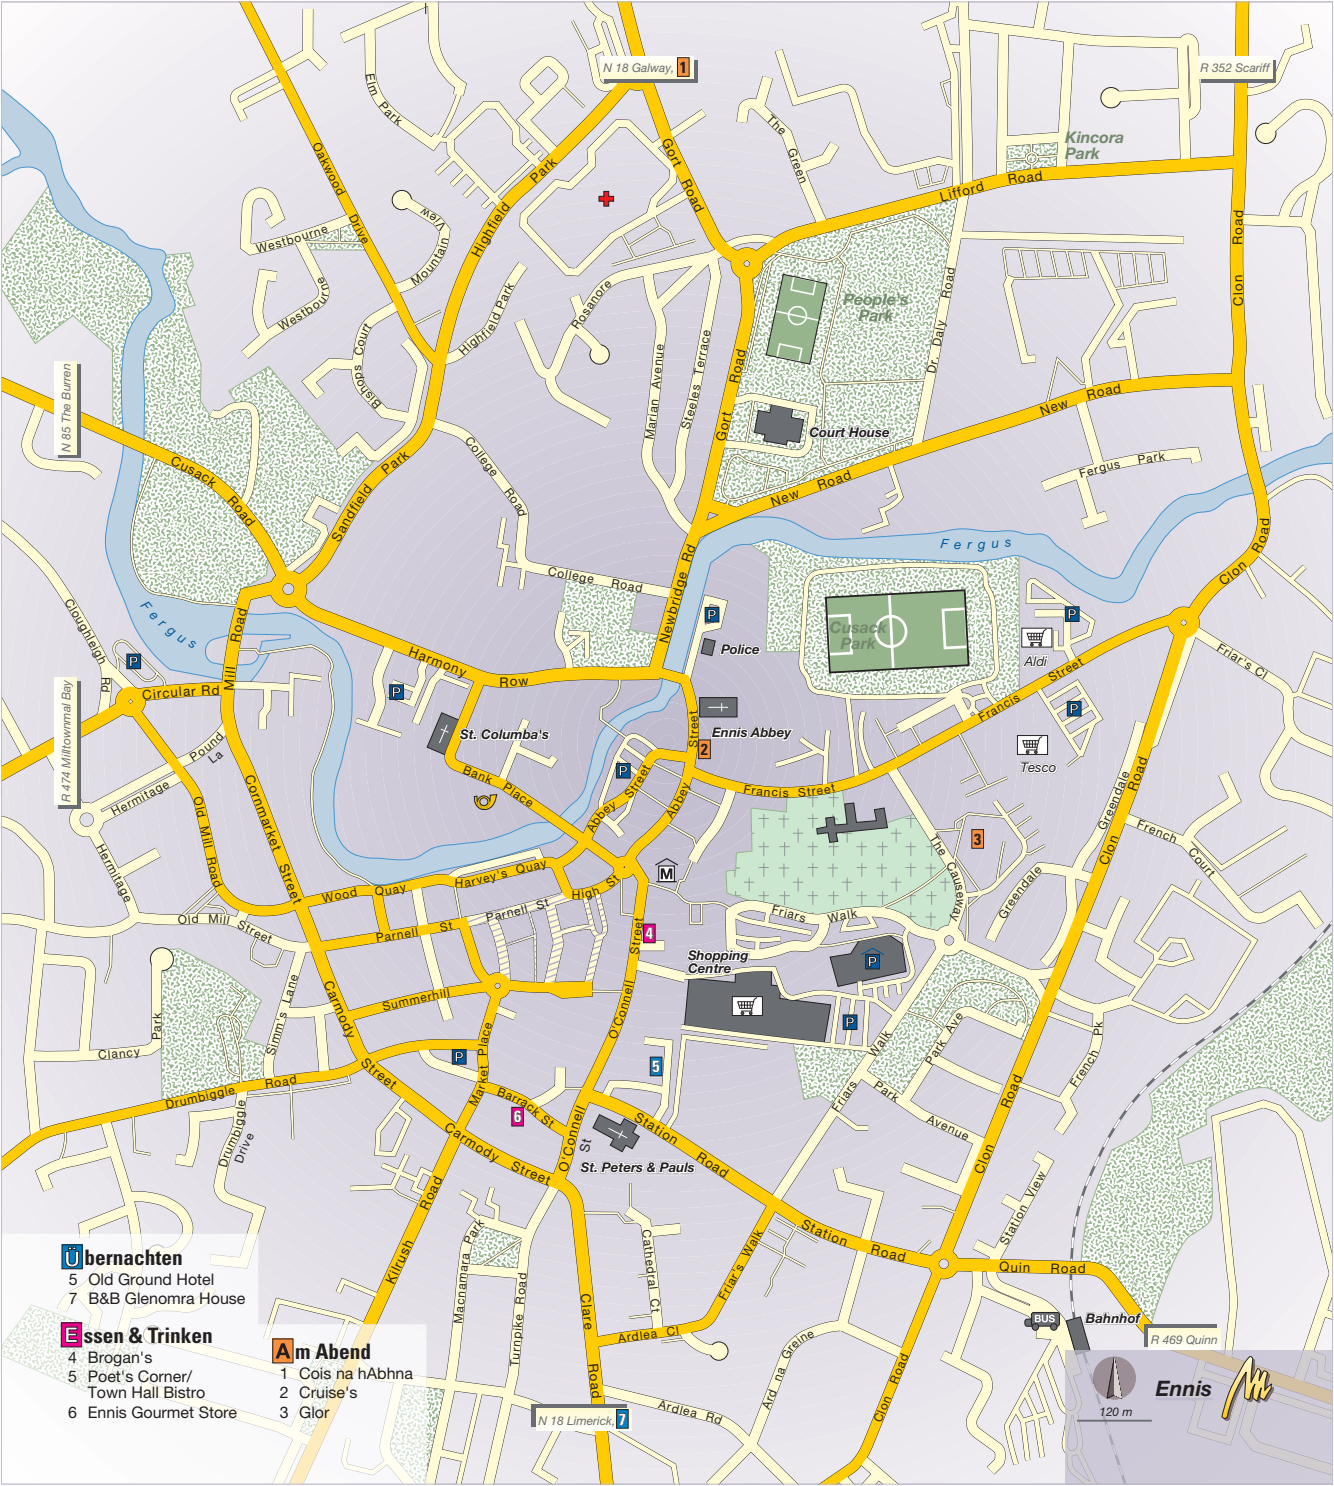 N 18 Galway, 1
R 352 Scariff
Elm Park
The Green
Kincora
Park
Oakwood Drive
Gort Road
Highfield Park
Lifford Road
View
Mountain
Westbourne
Westbourne
Clon Road
Rosanore
Highfield Park
People's
Park
Dr. Daly Road
Bishops Court
Marian Avenue
Steeles Terrace
Gort Road
N 85 The Burren
Court House
New Road
Cusack Road
Sandfield Park
College Road
New Road
Fergus Park
Fergus
Clon Road
College Road
Newbridge Rd
Cloughleigh Rd
Fergus
Mill Road
P
P
Cusack
Park
P
Police
Aldi
Harmony Row
Circular Rd
P
P
Francis Street
Friar's Cl
R 474 Milltownmal Bay
St. Columba's
Street
Ennis Abbey
2
Tesco
Pound La
Bank Place
P
Hermitage
Abbey Street
Abbey
Francis Street
Greendale
Clon Road
French Court
Cornmarket Street
Old Mill Road
3
The Causeway
Hermitage
Wood Quay
Harvey's Quay
High St
M
Greendale
Parnell St
Friars Walk
Old Mill Street
Parnell St
4
Shopping
Centre
P
Simm's Lane
Carmody Street
Summerhill
O'Connell Street
P
Clancy Park
P
Market Place
5
Friars Walk
Park Ave
French Pk
Drumbiggle Road
Barrack St
6
Park Avenue
Clon Road
Drumbiggle
Drive
Carmody Street
O'Connell
St
Station Road
St. Peters & Pauls
Station View
Kilrush Road
Macnamara Park
Cathedral Ct
Friar's Walk
Station Road
Quin Road
Turnpike Road
Clare Road
Ardlea Cl
Ard na Greine
BUS
Bahnhof
R 469 Quinn
Clon Road
Ardlea Rd
N 18 Limerick, 7
Übernachten
5 Old Ground Hotel
7 B&B Glenomra House
Essen & Trinken
4 Brogan's
5 Poet's Corner/
Town Hall Bistro
6 Ennis Gourmet Store
Am Abend
1 Cois na hAbhna
2 Cruise's
3 Glor
120 m
Ennis